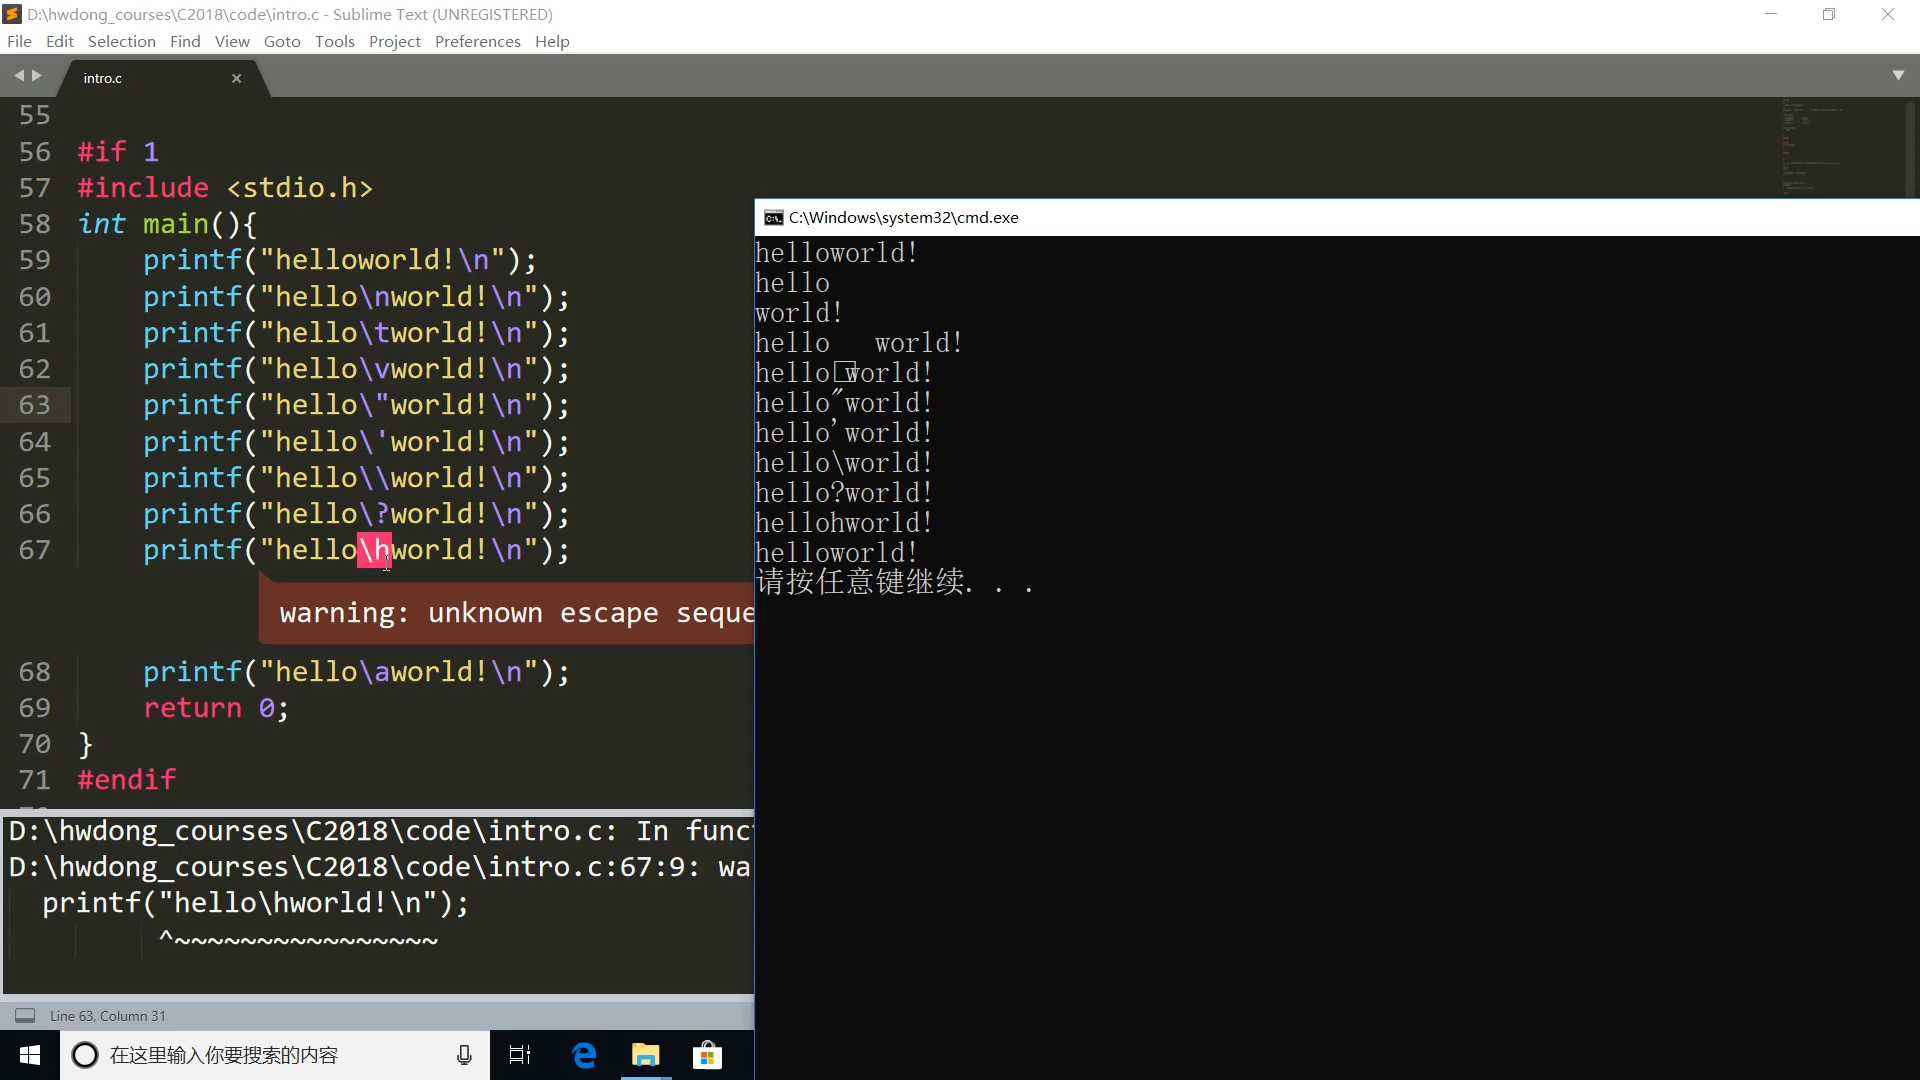 D:\hwdong_courses\C2018\code\intro.c - Sublime Text (UNREGISTERED)
File Edit Selection Find View Goto Tools Project Preferences Help
intro.c
55
56 #if 1
57 #include <stdio.h>
58 int main(){
59 printf("helloworld!\n");
60 printf("hello\nworld!\n");
61 printf("hello\tworld!\n");
62 printf("hello\vworld!\n");
63 printf("hello\"world!\n");
64 printf("hello\'world!\n");
65 printf("hello\\world!\n");
66 printf("hello\?world!\n");
67 printf("hello\hworld!\n");
warning: unknown escape seque
68 printf("hello\aworld!\n");
69 return 0;
70 }
71 #endif
D:\hwdong_courses\C2018\code\intro.c: In func
D:\hwdong_courses\C2018\code\intro.c:67:9: wa
printf("hello\hworld!\n");
^~~~~~~~~~~~~~~~~
Line 63, Column 31
C:\Windows\system32\cmd.exe
helloworld!
hello
world!
hello   world!
hello□world!
hello"world!
hello'world!
hello\world!
hello?world!
hellohworld!
helloworld!
请按任意键继续. . .
在这里输入你要搜索的内容